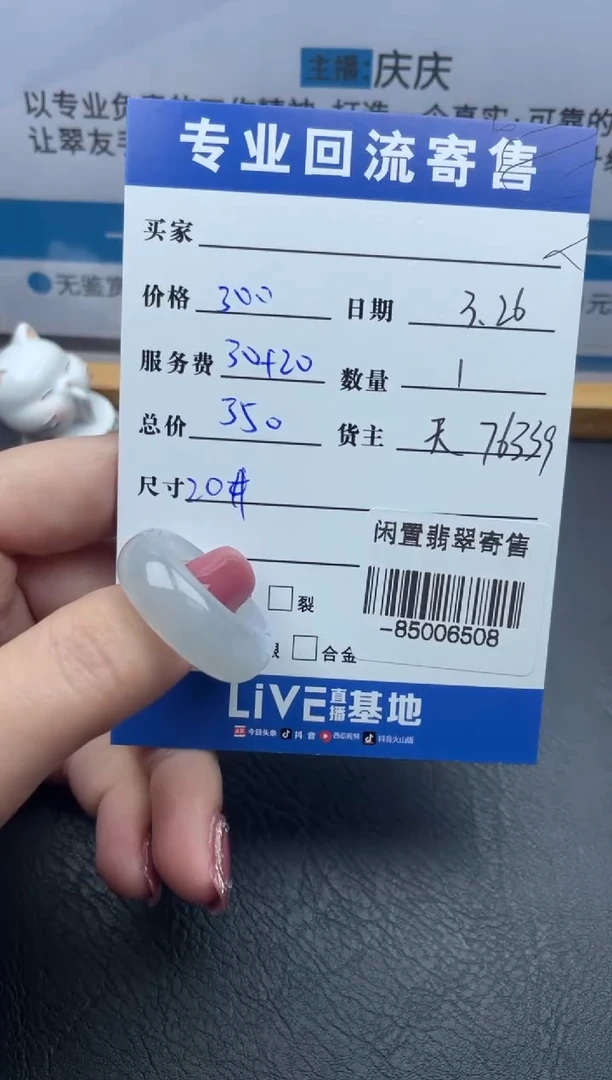 主播:庆庆
让翠友手
无鉴赏
专业回流寄售
买家
价格 300 日期 3.26
服务费 30+20 数量 1
总价 350 货主 天 76339
尺寸 20#
闲置翡翠寄售
裂
-85006508
银 合金
LiVE直播基地
今日头条 抖音 西瓜视频 抖音火山版